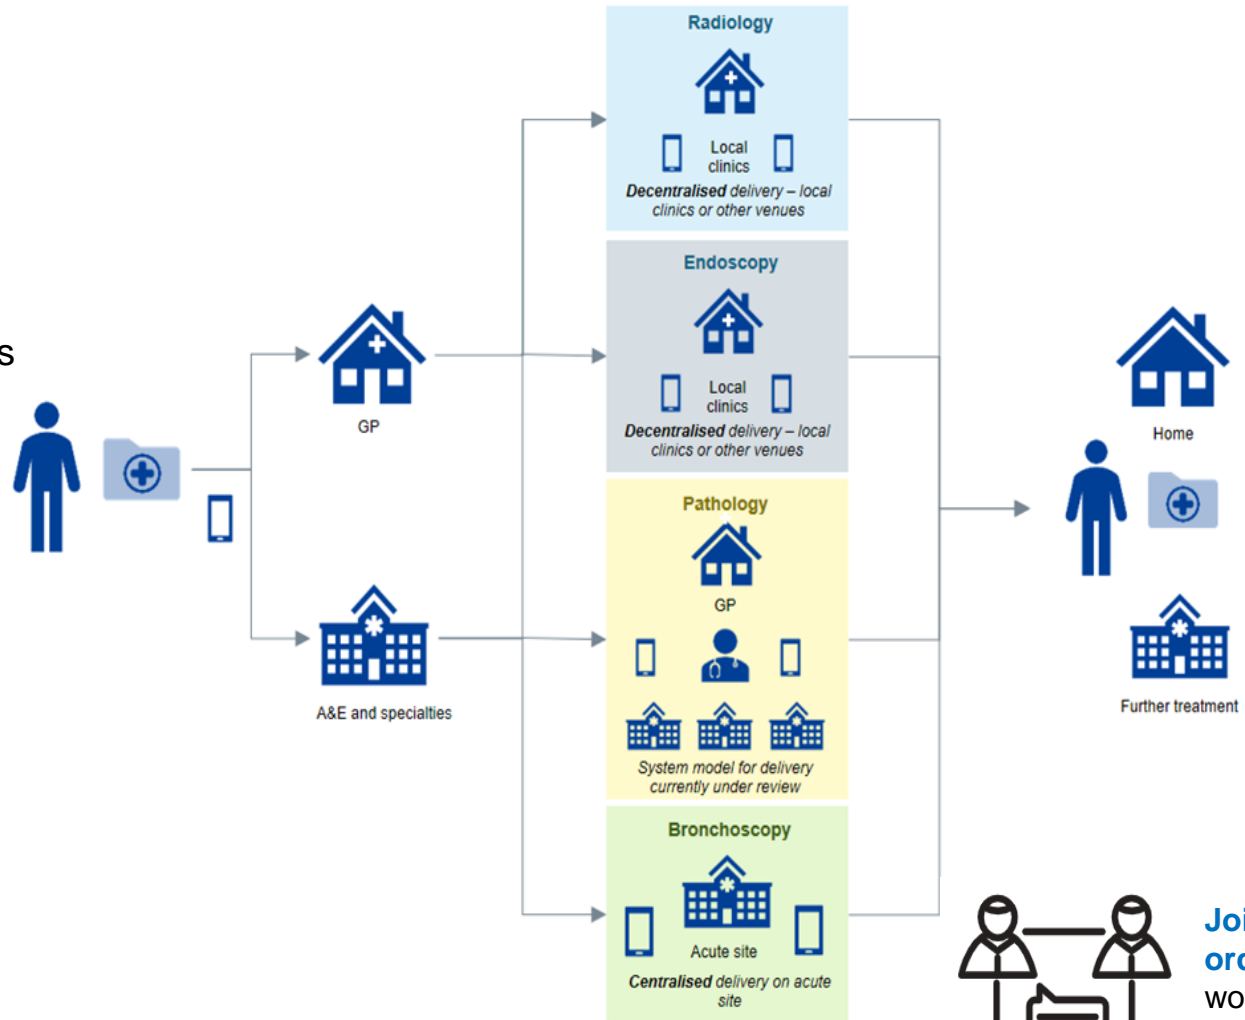 Radiology
Local
clinics
Decentralised delivery – local
clinics or other venues
Endoscopy
Local
clinics
Decentralised delivery – local
clinics or other venues
s
GP
Home
Pathology
GP
A&E and specialties
Further treatment
System model for delivery
currently under review
Bronchoscopy
Acute site
Centralised delivery on acute
site